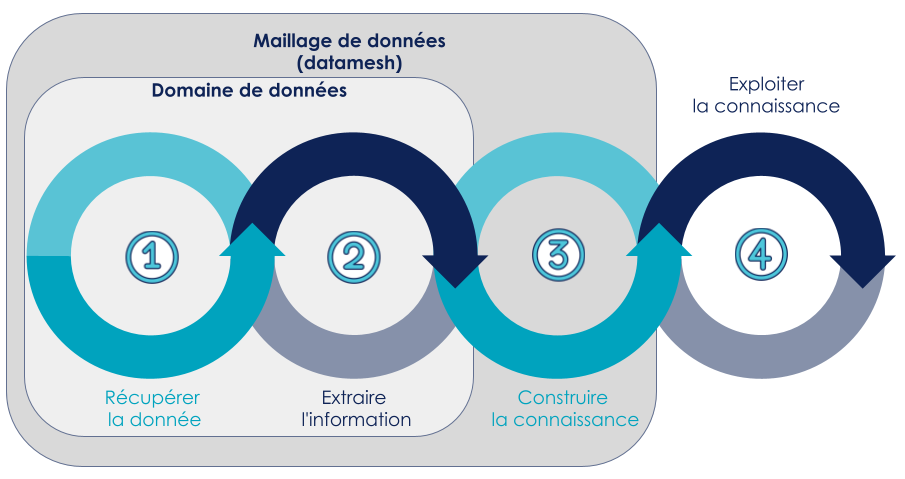 Maillage de données
(datamesh)
Domaine de données
Exploiter
la connaissance
1
2
3
4
Récupérer
la donnée
Extraire
l'information
Construire
la connaissance